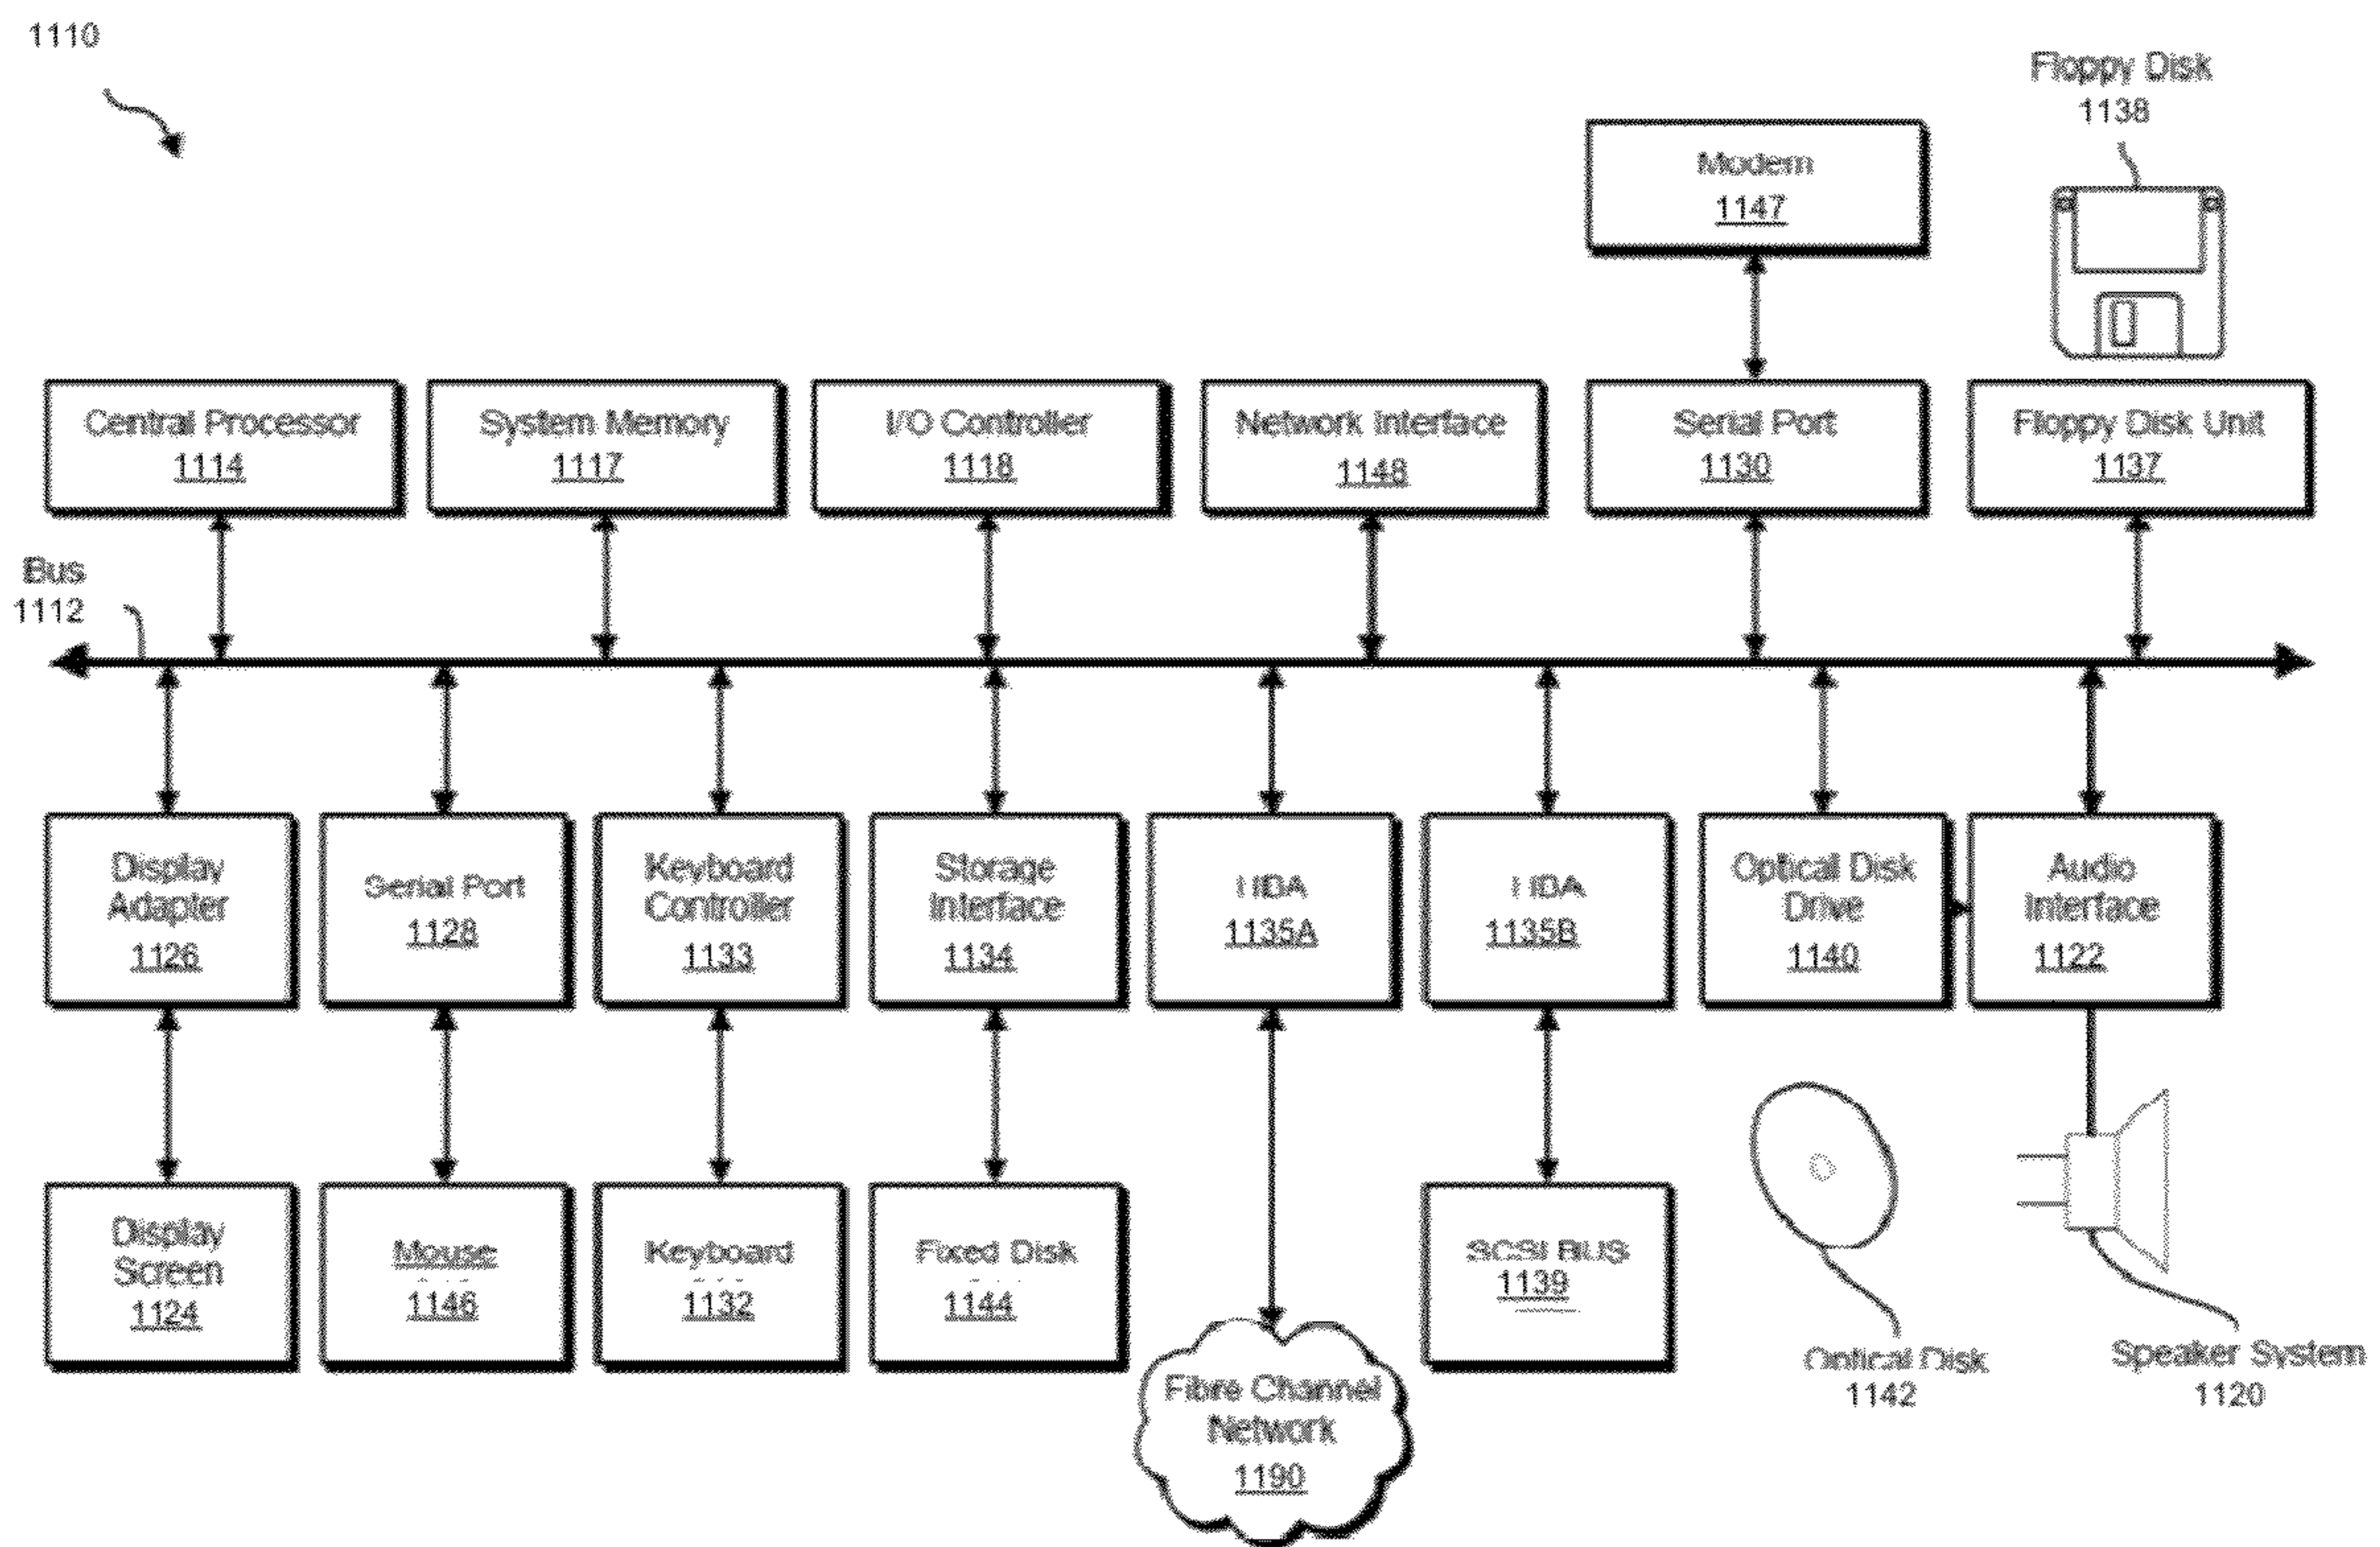 1110
Floppy Disk
1138
Modem
1147
Central Processor
1114
System Memory
1117
I/O Controller
1118
Network Interface
1148
Serial Port
1130
Floppy Disk Unit
1137
Bus
1112
Display
Adapter
1126
Serial Port
1128
Keyboard
Controller
1133
Storage
Interface
1134
HBA
1135A
HBA
1135B
Optical Disk
Drive
1140
Audio
Interface
1122
Display
Screen
1124
Mouse
1146
Keyboard
1132
Fixed Disk
1144
SCSI BUS
1139
Optical Disk
1142
Speaker System
1120
Fibre Channel
Network
1190